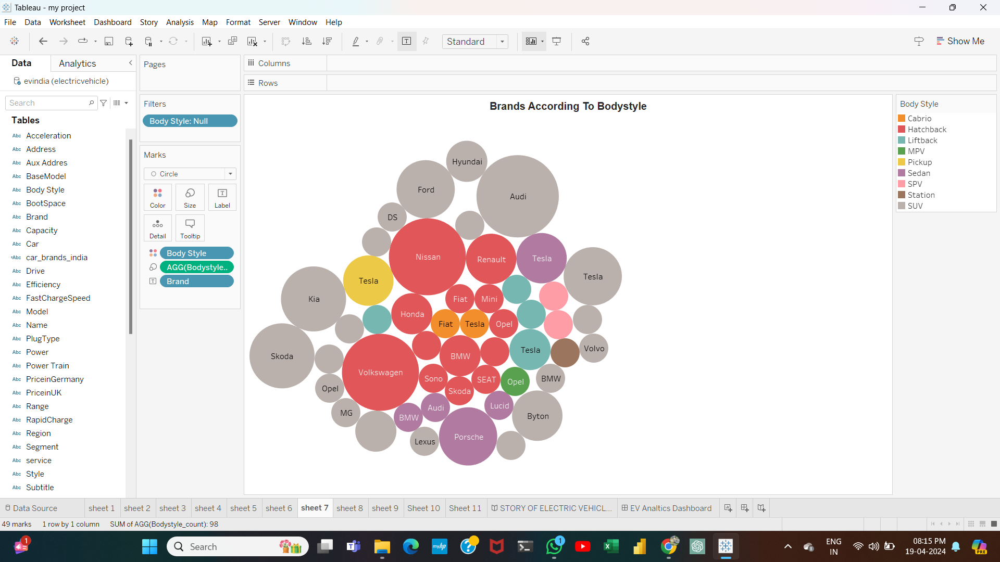 Tableau - my project
File Data Worksheet Dashboard Story Analysis Map Format Server Window Help
Standard
Show Me
Data
Analytics
evindia (electricvehicle)
Search
Tables
Abc Acceleration
Abc Address
Abc Aux Addres
Abc BaseModel
Abc Body Style
Abc BootSpace
Abc Brand
Abc Capacity
Abc Car
=Abc car_brands_india
Abc Drive
Abc Efficiency
Abc FastChargeSpeed
Abc Model
Abc Name
Abc PlugType
Abc Power
Abc Power Train
Abc PriceinGermany
Abc PriceinUK
Abc Range
Abc RapidCharge
Abc Region
Abc Segment
Abc service
Abc Style
Abc Subtitle
Pages
Filters
Body Style: Null
Marks
Circle
Color Size Label
Detail Tooltip
Body Style
AGG(Bodystyle..
Brand
Columns
Rows
Brands According To Bodystyle
Hyundai
Ford
Audi
DS
Nissan
Renault
Tesla
Tesla
Tesla
Kia
Fiat
Mini
Honda
Fiat
Tesla
Opel
Skoda
BMW
Tesla
Volvo
Volkswagen
Sono
SEAT
Opel
BMW
Opel
Skoda
MG
BMW
Audi
Lucid
Byton
Lexus
Porsche
Body Style
Cabrio
Hatchback
Liftback
MPV
Pickup
Sedan
SPV
Station
SUV
Data Source sheet 1 sheet 2 sheet 3 sheet 4 sheet 5 sheet 6 sheet 7 sheet 8 sheet 9 Sheet 10 Sheet 11 STORY OF ELECTRIC VEHICL... EV Analtics Dashboard
49 marks 1 row by 1 column SUM of AGG(Bodystyle_count): 98
1
Search
myhp
1
ENG
IN
08:15 PM
19-04-2024
PRE